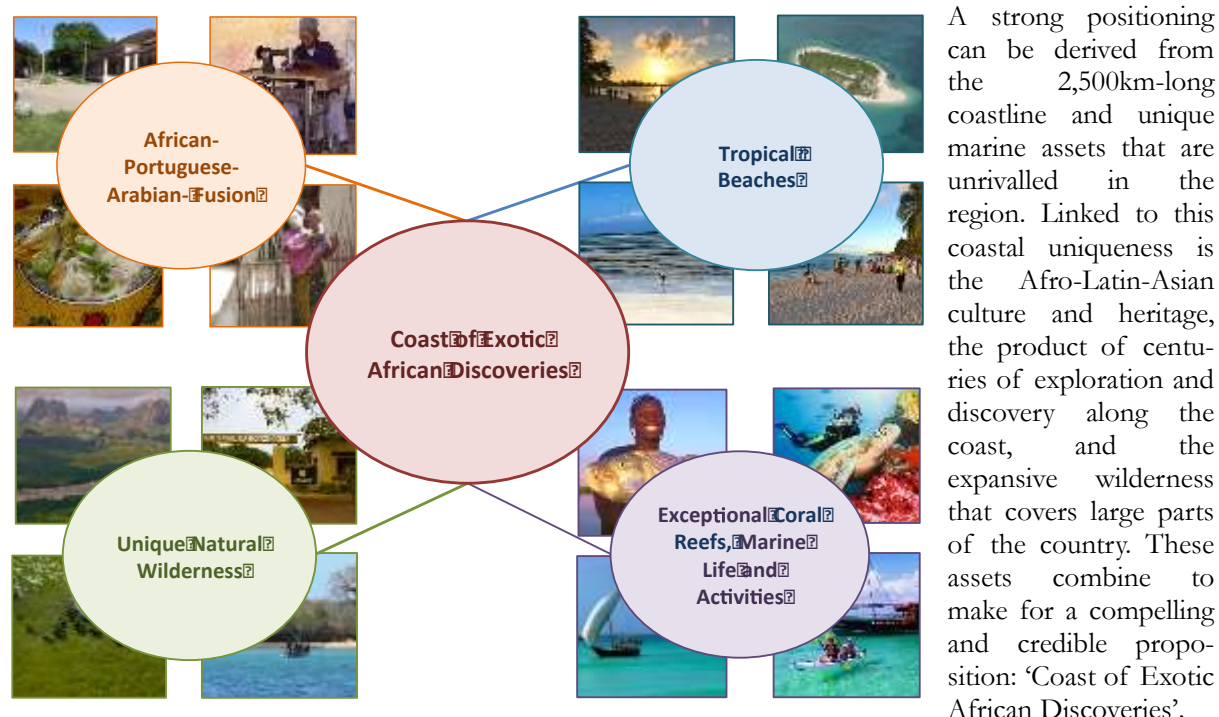 African-
Portuguese-
Arabian- Fusion
Tropical
Beaches
Coast of Exotic
African Discoveries
Unique Natural
Wilderness
Exceptional Coral
Reefs, Marine
Life and
Activities
A strong positioning
can be derived from
the 2,500km-long
coastline and unique
marine assets that are
unrivalled in the
region. Linked to this
coastal uniqueness is
the Afro-Latin-Asian
culture and heritage,
the product of centu-
ries of exploration and
discovery along the
coast, and the
expansive wilderness
that covers large parts
of the country. These
assets combine to
make for a compelling
and credible propo-
sition: ‘Coast of Exotic
African Discoveries’.